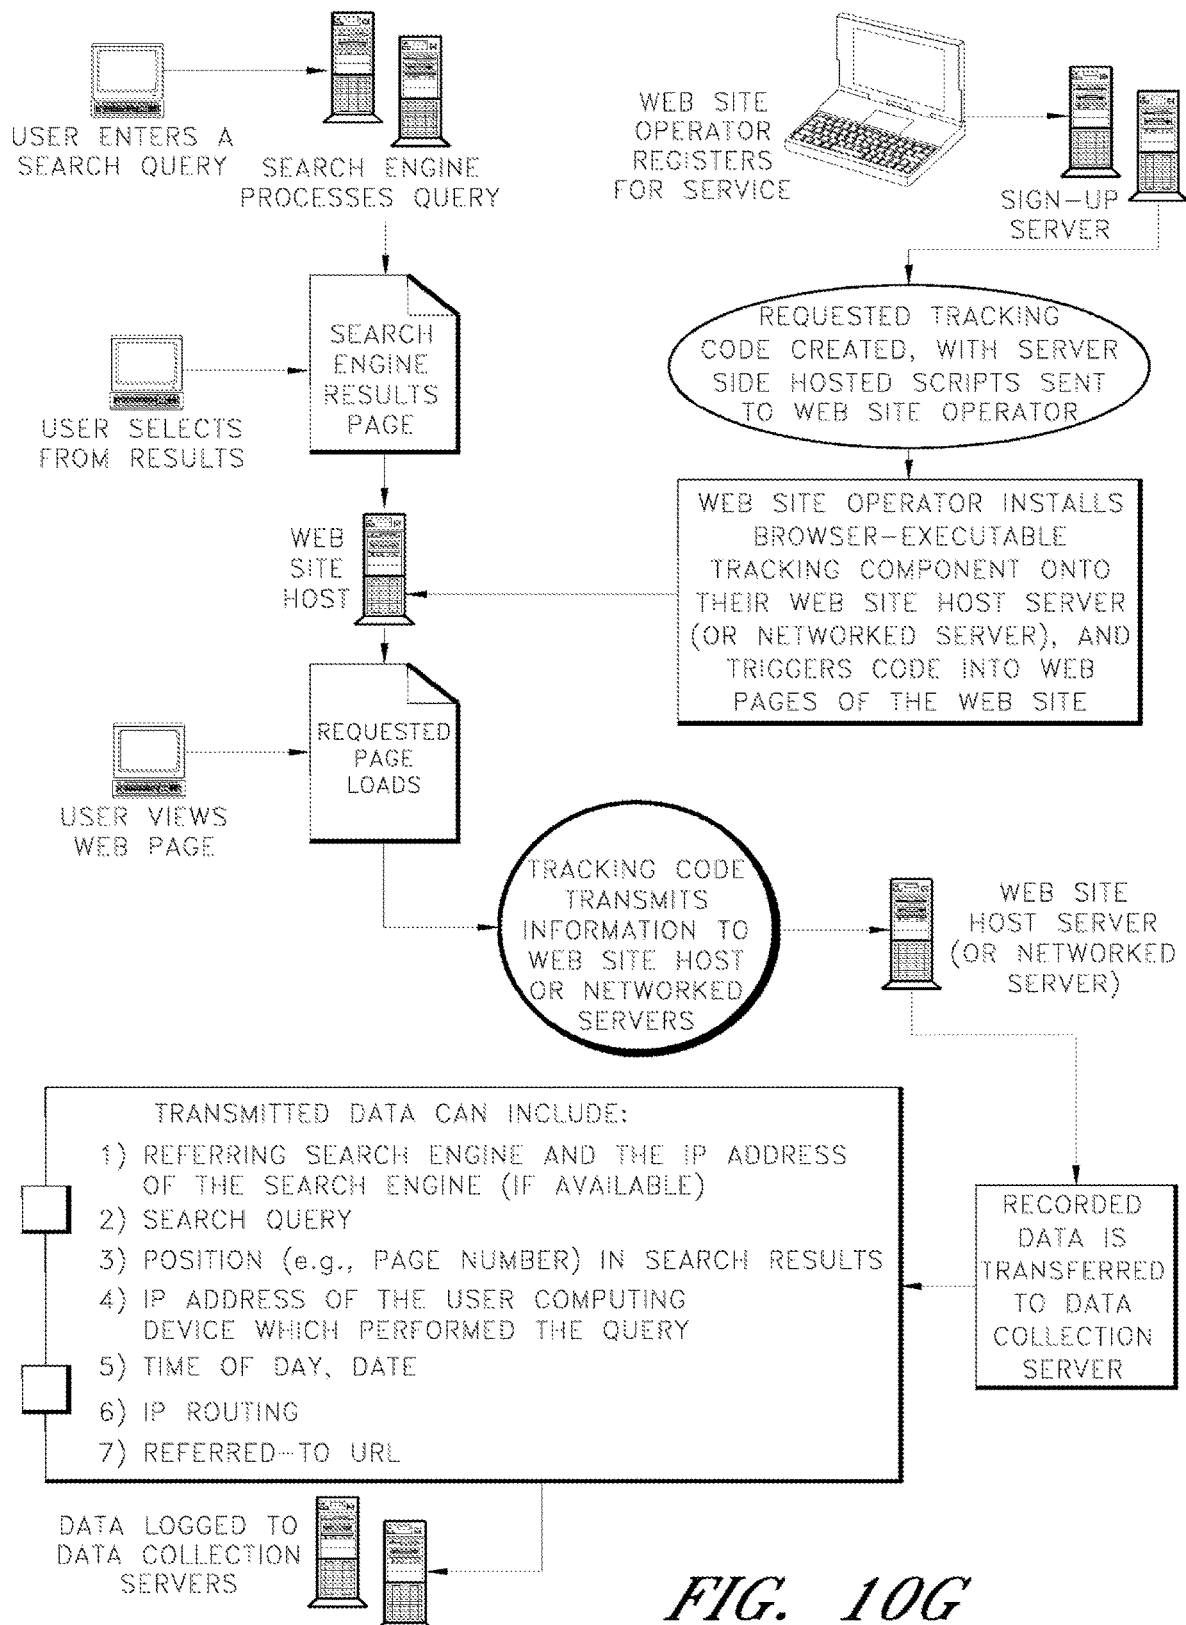 USER ENTERS A
SEARCH QUERY
SEARCH ENGINE
PROCESSES QUERY
WEB SITE
OPERATOR
REGISTERS
FOR SERVICE
SIGN-UP
SERVER
SEARCH
ENGINE
RESULTS
PAGE
USER SELECTS
FROM RESULTS
REQUESTED TRACKING
CODE CREATED, WITH SERVER
SIDE HOSTED SCRIPTS SENT
TO WEB SITE OPERATOR
WEB
SITE
HOST
WEB SITE OPERATOR INSTALLS
BROWSER-EXECUTABLE
TRACKING COMPONENT ONTO
THEIR WEB SITE HOST SERVER
(OR NETWORKED SERVER), AND
TRIGGERS CODE INTO WEB
PAGES OF THE WEB SITE
REQUESTED
PAGE
LOADS
USER VIEWS
WEB PAGE
TRACKING CODE
TRANSMITS
INFORMATION TO
WEB SITE HOST
OR NETWORKED
SERVERS
WEB SITE
HOST SERVER
(OR NETWORKED
SERVER)
TRANSMITTED DATA CAN INCLUDE:
1) REFERRING SEARCH ENGINE AND THE IP ADDRESS
OF THE SEARCH ENGINE (IF AVAILABLE)
2) SEARCH QUERY
3) POSITION (e.g., PAGE NUMBER) IN SEARCH RESULTS
4) IP ADDRESS OF THE USER COMPUTING
DEVICE WHICH PERFORMED THE QUERY
5) TIME OF DAY, DATE
6) IP ROUTING
7) REFERRED-TO URL
RECORDED
DATA IS
TRANSFERRED
TO DATA
COLLECTION
SERVER
DATA LOGGED TO
DATA COLLECTION
SERVERS
FIG. 10G